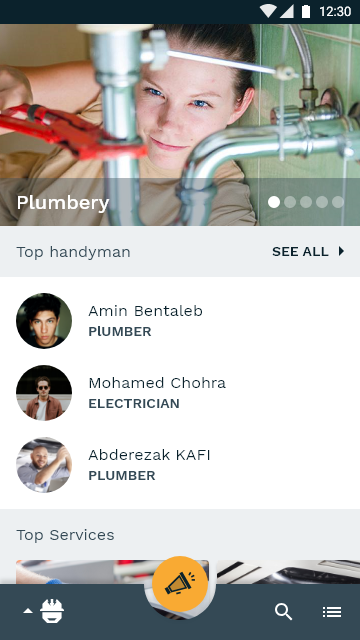 12:30
Plumbery
Top handyman SEE ALL
Amin Bentaleb
PlUMBER
Mohamed Chohra
ELECTRICIAN
Abderezak KAFI
PLUMBER
Top Services